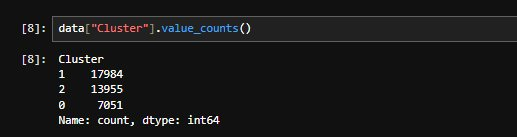 [8]: data["Cluster"].value_counts()
[8]: Cluster
1    17984
2    13955
0     7051
Name: count, dtype: int64